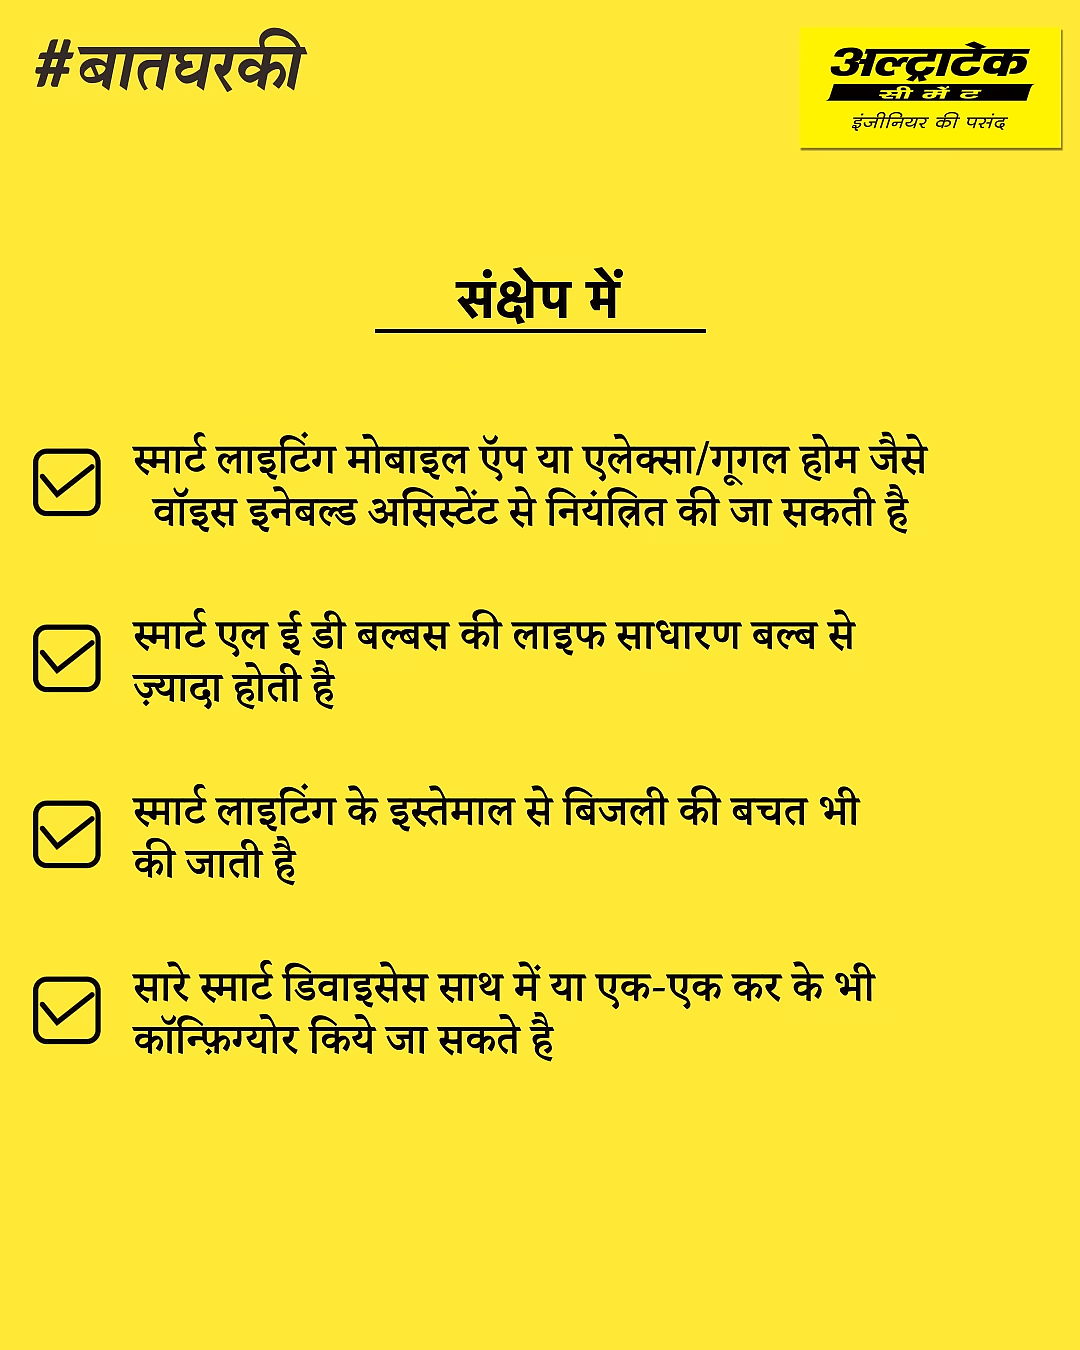 #बातघरकी
अल्ट्राटेक
सीमेंट
इंजीनियर की पसंद
संक्षेप में
स्मार्ट लाइटिंग मोबाइल ऍप या एलेक्सा/गूगल होम जैसे
वॉइस इनेबल्ड असिस्टेंट से नियंत्रित की जा सकती है
स्मार्ट एल ई डी बल्बस की लाइफ साधारण बल्ब से
ज़्यादा होती है
स्मार्ट लाइटिंग के इस्तेमाल से बिजली की बचत भी
की जाती है
सारे स्मार्ट डिवाइसेस साथ में या एक-एक कर के भी
कॉन्फ़िग्योर किये जा सकते है